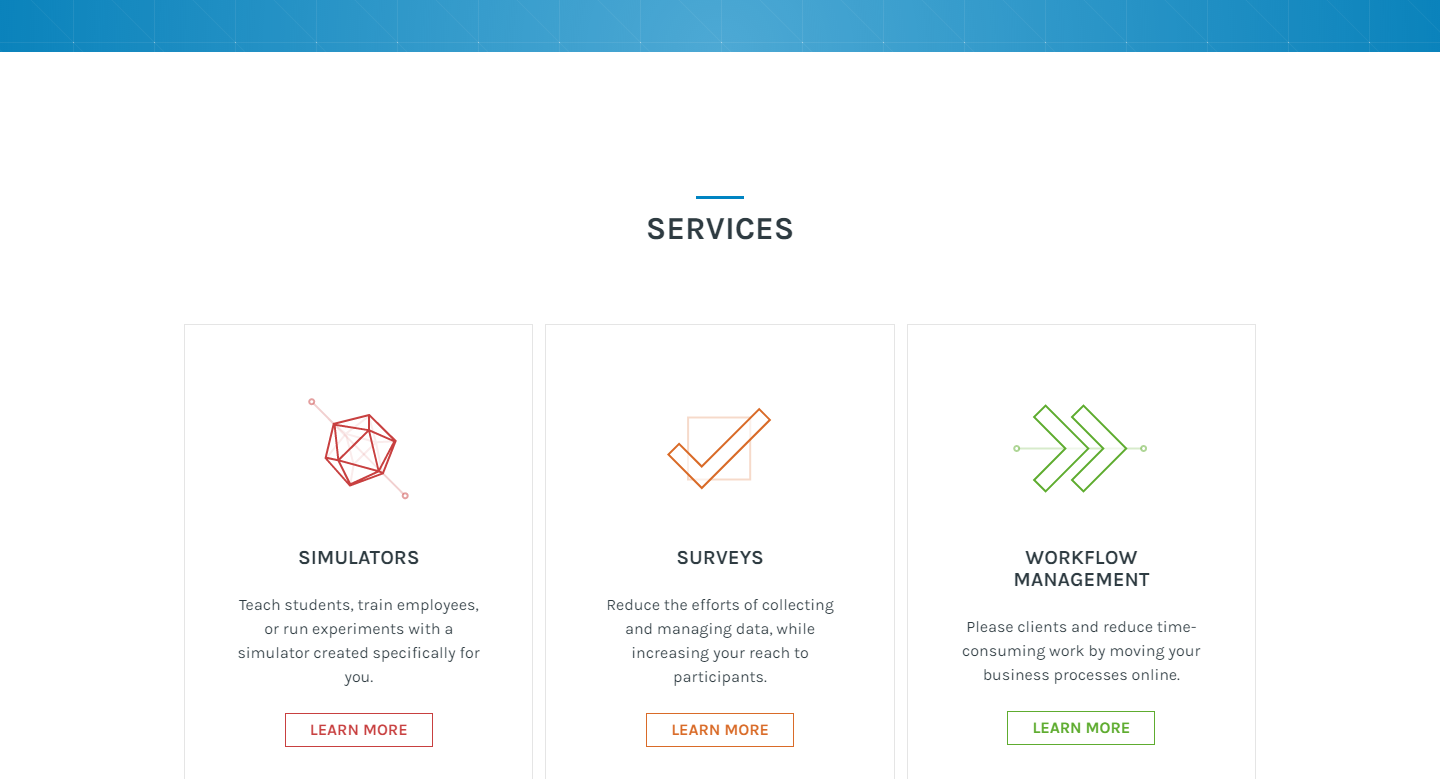 SERVICES
SIMULATORS
Teach students, train employees,
or run experiments with a
simulator created specifically for
you.
LEARN MORE
SURVEYS
Reduce the efforts of collecting
and managing data, while
increasing your reach to
participants.
LEARN MORE
WORKFLOW
MANAGEMENT
Please clients and reduce time-
consuming work by moving your
business processes online.
LEARN MORE